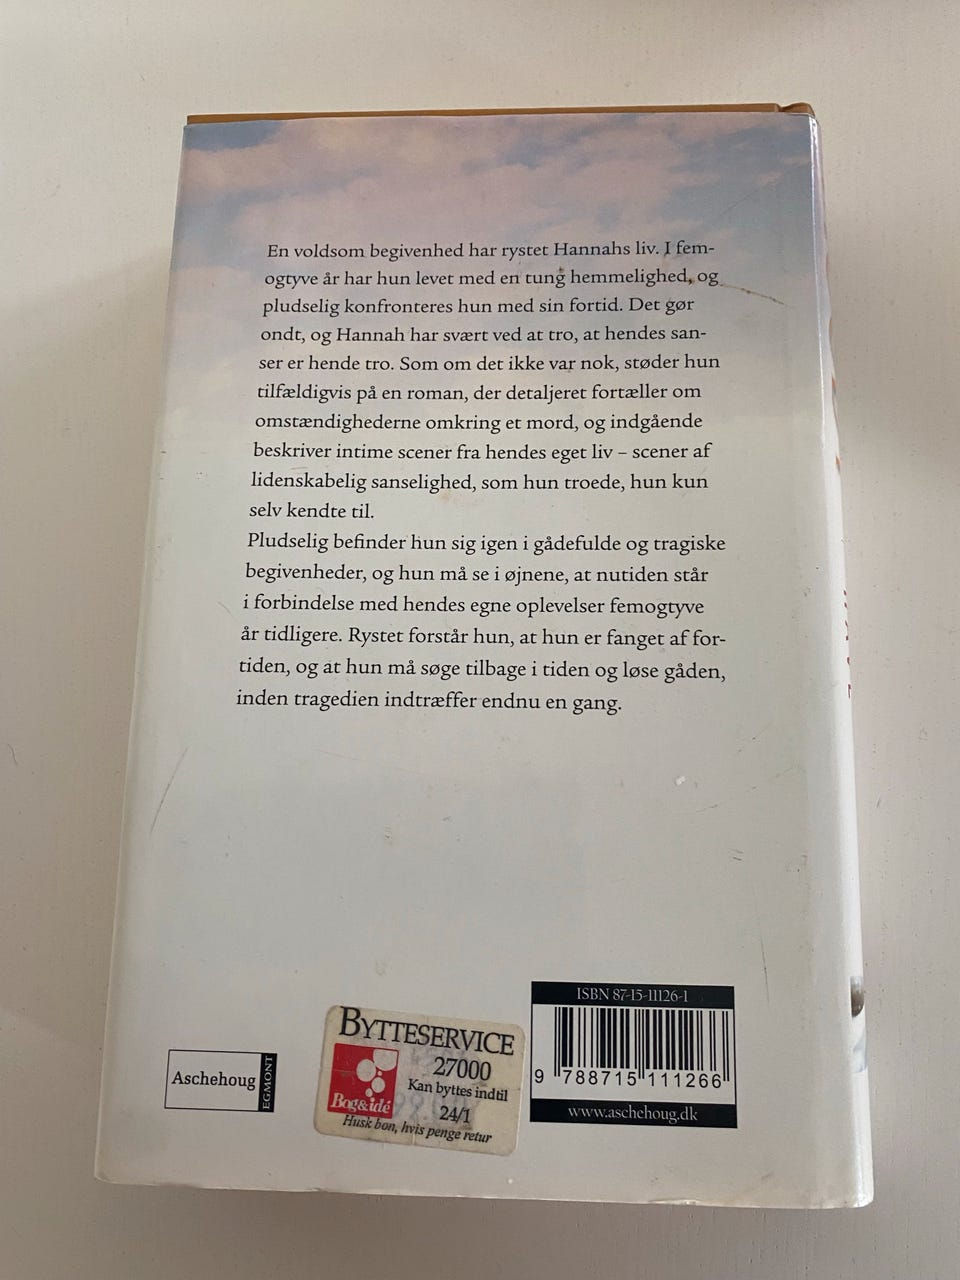 En voldsom begivenhed har rystet Hannahs liv. I fem-
ogtyve år har hun levet med en tung hemmelighed, og
pludselig konfronteres hun med sin fortid. Det gør
ondt, og Hannah har svært ved at tro, at hendes san-
ser er hende tro. Som om det ikke var nok, støder hun
tilfældigvis på en roman, der detaljeret fortæller om
omstændighederne omkring et mord, og indgående
beskriver intime scener fra hendes eget liv – scener af
lidenskabelig sanselighed, som hun troede, hun kun
selv kendte til.
Pludselig befinder hun sig igen i gådefulde og tragiske
begivenheder, og hun må se i øjnene, at nutiden står
i forbindelse med hendes egne oplevelser femogtyve
år tidligere. Rystet forstår hun, at hun er fanget af for-
tiden, og at hun må søge tilbage i tiden og løse gåden,
inden tragedien indtræffer endnu en gang.
Aschehoug
EGMONT
BYTTESERVICE
27000
Kan byttes indtil
24/1
Bog&idé
Husk bon, hvis penge retur
ISBN 87-15-11126-1
9 788715 111266
www.aschehoug.dk